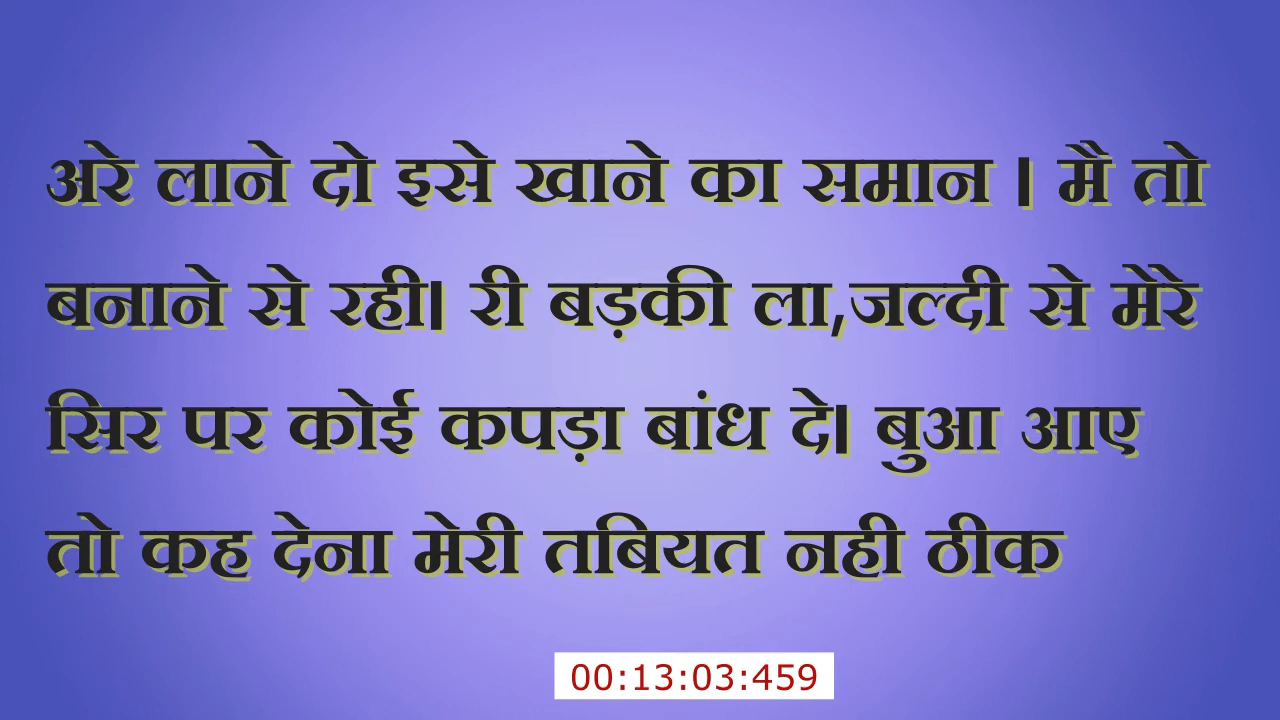 अरे लाने दो इसे खाने का समान । मै तो
बनाने से रही। री बड़की ला,जल्दी से मेरे
सिर पर कोई कपड़ा बांध दे। बुआ आए
तो कह देना मेरी तबियत नही ठीक
00:13:03:459